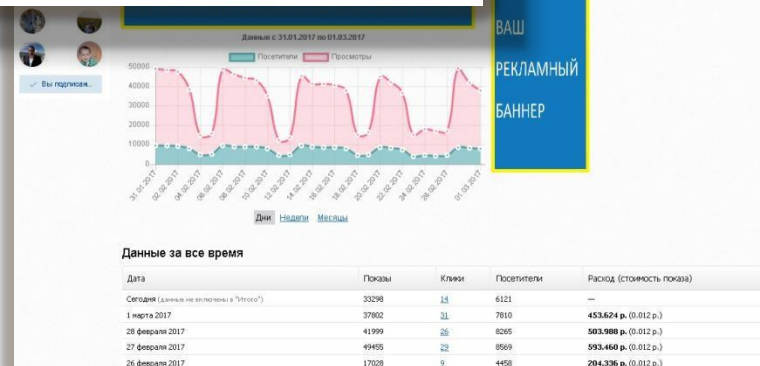 Данные с 31.01.2017 по 01.03.2017
Посетители Просмотры
50000
40000
30000
20000
10000
0
31.01.2017 02.02.2017 04.02.2017 06.02.2017 08.02.2017 10.02.2017 12.02.2017 14.02.2017 16.02.2017 18.02.2017 20.02.2017 22.02.2017 24.02.2017 26.02.2017 01.03.2017
Дни Недели Месяцы
Вы подписан...
ВАШ
РЕКЛАМНЫЙ
БАННЕР
Данные за все время
Дата Показы Клики Посетители Расход (стоимость показа)
Сегодня (данные не включены в "Итого") 33298 14 6121 —
1 марта 2017 37802 31 7810 453.624 р. (0.012 р.)
28 февраля 2017 41999 26 8265 503.988 р. (0.012 р.)
27 февраля 2017 49455 29 8569 593.460 р. (0.012 р.)
26 февраля 2017 17028 9 4458 204.336 р. (0.012 р.)